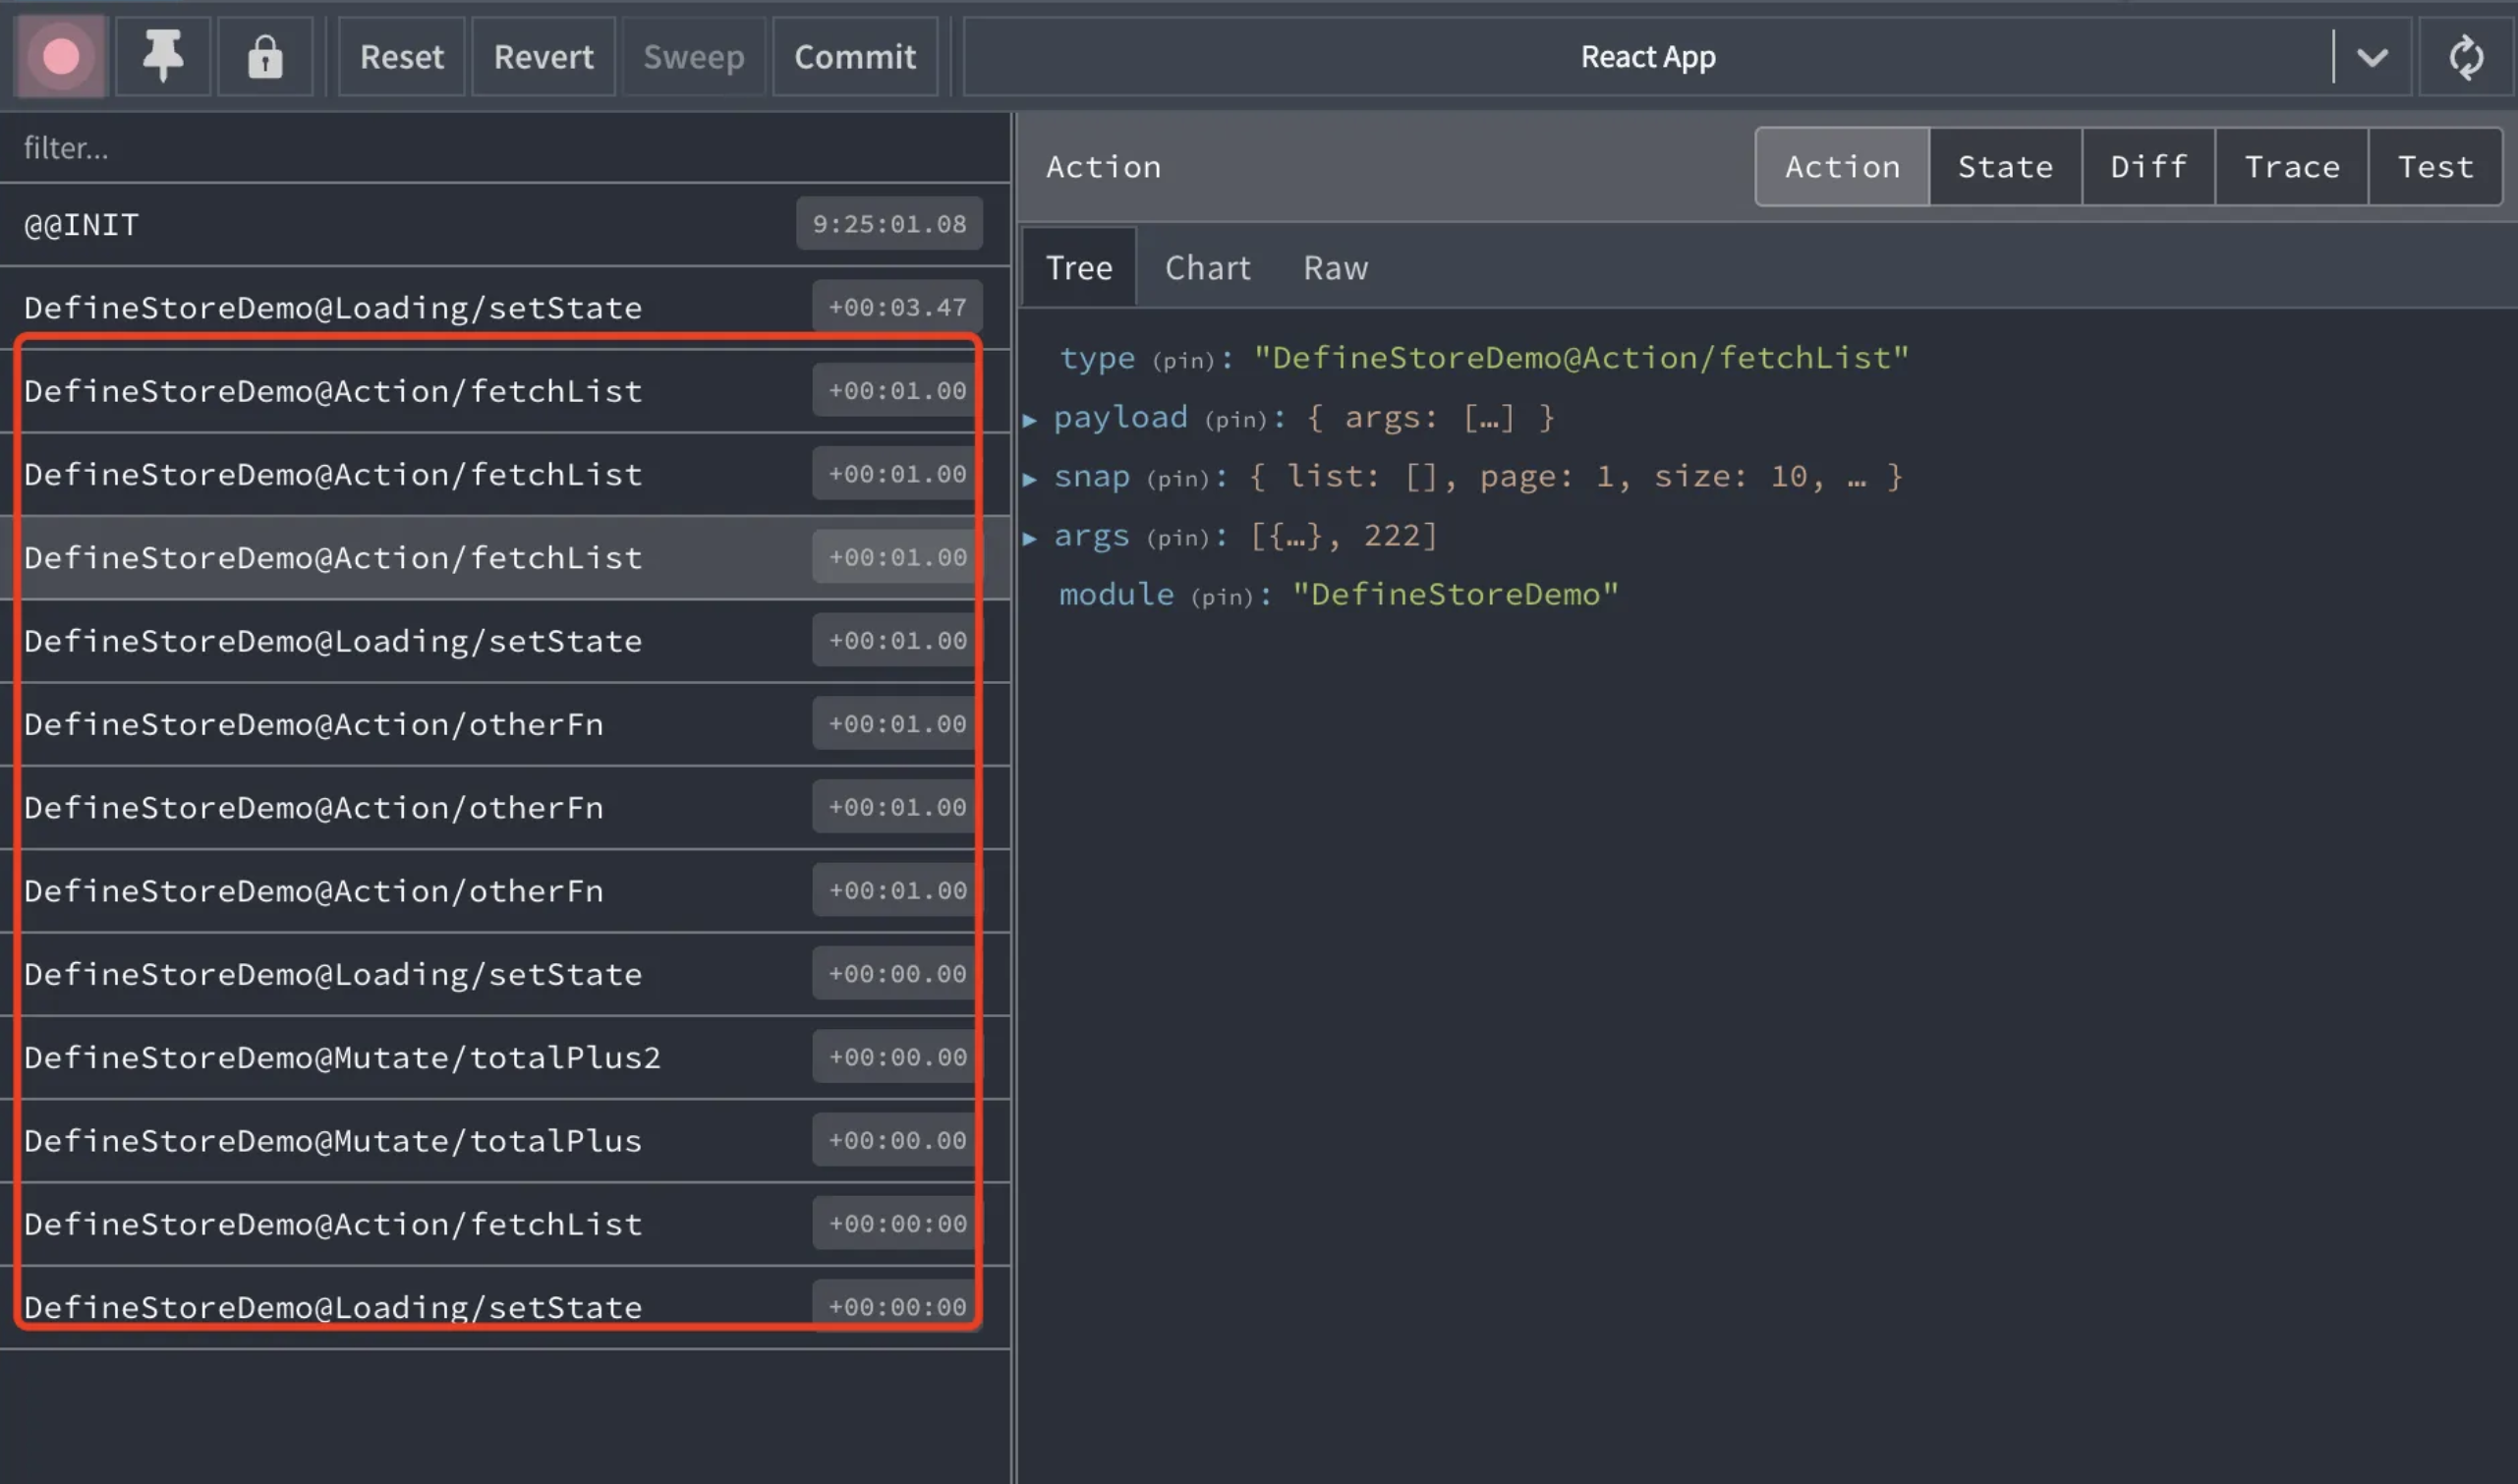 Reset Revert Sweep Commit React App
filter...
@@INIT 9:25:01.08
DefineStoreDemo@Loading/setState +00:03.47
DefineStoreDemo@Action/fetchList +00:01.00
DefineStoreDemo@Action/fetchList +00:01.00
DefineStoreDemo@Action/fetchList +00:01.00
DefineStoreDemo@Loading/setState +00:01.00
DefineStoreDemo@Action/otherFn +00:01.00
DefineStoreDemo@Action/otherFn +00:01.00
DefineStoreDemo@Action/otherFn +00:01.00
DefineStoreDemo@Loading/setState +00:00.00
DefineStoreDemo@Mutate/totalPlus2 +00:00.00
DefineStoreDemo@Mutate/totalPlus +00:00.00
DefineStoreDemo@Action/fetchList +00:00:00
DefineStoreDemo@Loading/setState +00:00:00
Action Action State Diff Trace Test
Tree Chart Raw
type (pin): "DefineStoreDemo@Action/fetchList"
▶ payload (pin): { args: […] }
▶ snap (pin): { list: [], page: 1, size: 10, … }
▶ args (pin): [{…}, 222]
module (pin): "DefineStoreDemo"